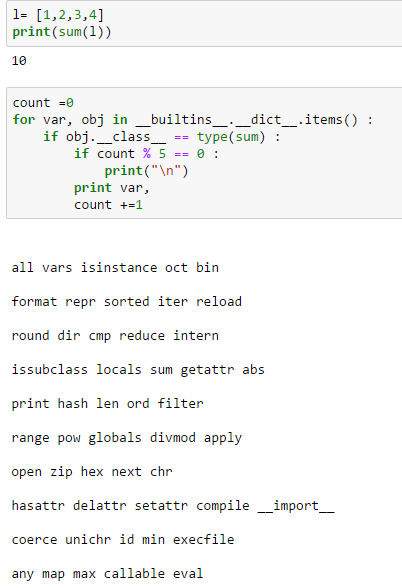 l= [1,2,3,4]
print(sum(l))
10
count =0
for var, obj in __builtins__.__dict__.items() :
    if obj.__class__ == type(sum) :
        if count % 5 == 0 :
            print("\n")
        print var,
        count +=1
all vars isinstance oct bin
format repr sorted iter reload
round dir cmp reduce intern
issubclass locals sum getattr abs
print hash len ord filter
range pow globals divmod apply
open zip hex next chr
hasattr delattr setattr compile __import__
coerce unichr id min execfile
any map max callable eval